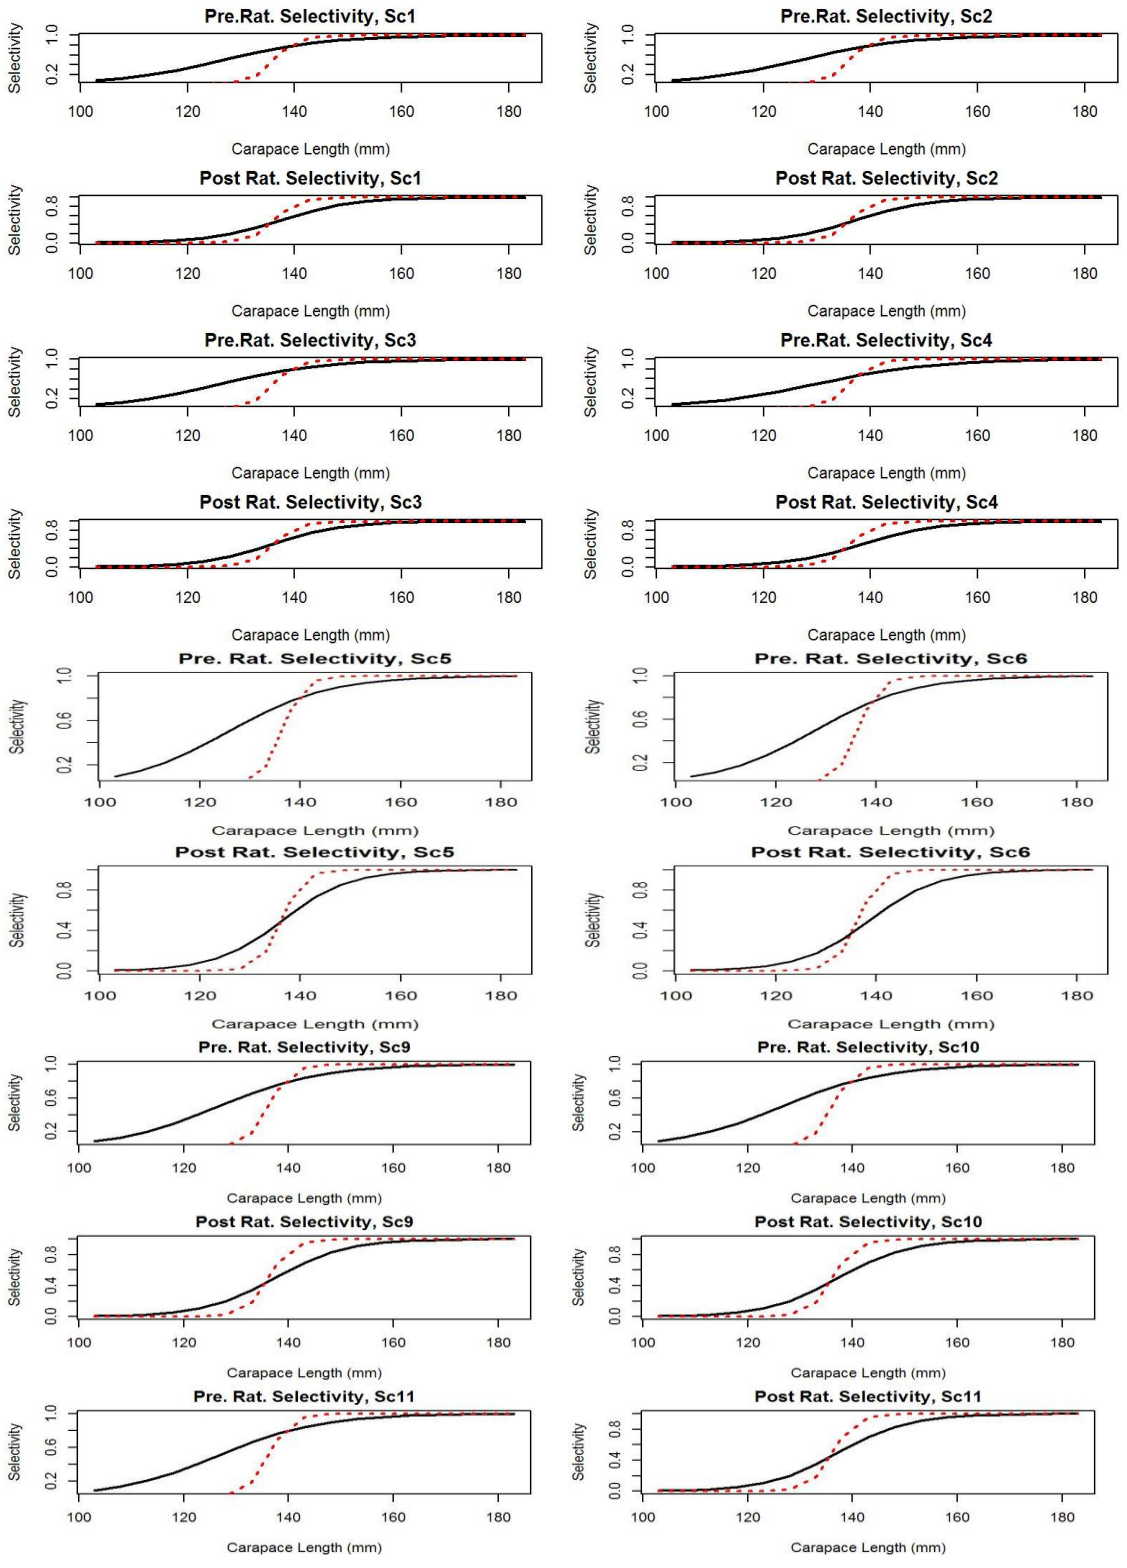 Pre.Rat. Selectivity, Sc1
Selectivity
0.2 1.0
100 120 140 160 180
Carapace Length (mm)
Pre.Rat. Selectivity, Sc2
Selectivity
0.2 1.0
100 120 140 160 180
Carapace Length (mm)
Post Rat. Selectivity, Sc1
Selectivity
0.0 0.8
100 120 140 160 180
Carapace Length (mm)
Post Rat. Selectivity, Sc2
Selectivity
0.0 0.8
100 120 140 160 180
Carapace Length (mm)
Pre.Rat. Selectivity, Sc3
Selectivity
0.2 1.0
100 120 140 160 180
Carapace Length (mm)
Pre.Rat. Selectivity, Sc4
Selectivity
0.2 1.0
100 120 140 160 180
Carapace Length (mm)
Post Rat. Selectivity, Sc3
Selectivity
0.0 0.8
100 120 140 160 180
Carapace Length (mm)
Post Rat. Selectivity, Sc4
Selectivity
0.0 0.8
100 120 140 160 180
Carapace Length (mm)
Pre. Rat. Selectivity, Sc5
Selectivity
0.2 0.6 1.0
100 120 140 160 180
Carapace Length (mm)
Pre. Rat. Selectivity, Sc6
Selectivity
0.2 0.6 1.0
100 120 140 160 180
Carapace Length (mm)
Post Rat. Selectivity, Sc5
Selectivity
0.0 0.4 0.8
100 120 140 160 180
Carapace Length (mm)
Post Rat. Selectivity, Sc6
Selectivity
0.0 0.4 0.8
100 120 140 160 180
Carapace Length (mm)
Pre. Rat. Selectivity, Sc9
Selectivity
0.2 0.6 1.0
100 120 140 160 180
Carapace Length (mm)
Pre. Rat. Selectivity, Sc10
Selectivity
0.2 0.6 1.0
100 120 140 160 180
Carapace Length (mm)
Post Rat. Selectivity, Sc9
Selectivity
0.0 0.4 0.8
100 120 140 160 180
Carapace Length (mm)
Post Rat. Selectivity, Sc10
Selectivity
0.0 0.4 0.8
100 120 140 160 180
Carapace Length (mm)
Pre. Rat. Selectivity, Sc11
Selectivity
0.2 0.6 1.0
100 120 140 160 180
Carapace Length (mm)
Post Rat. Selectivity, Sc11
Selectivity
0.0 0.4 0.8
100 120 140 160 180
Carapace Length (mm)